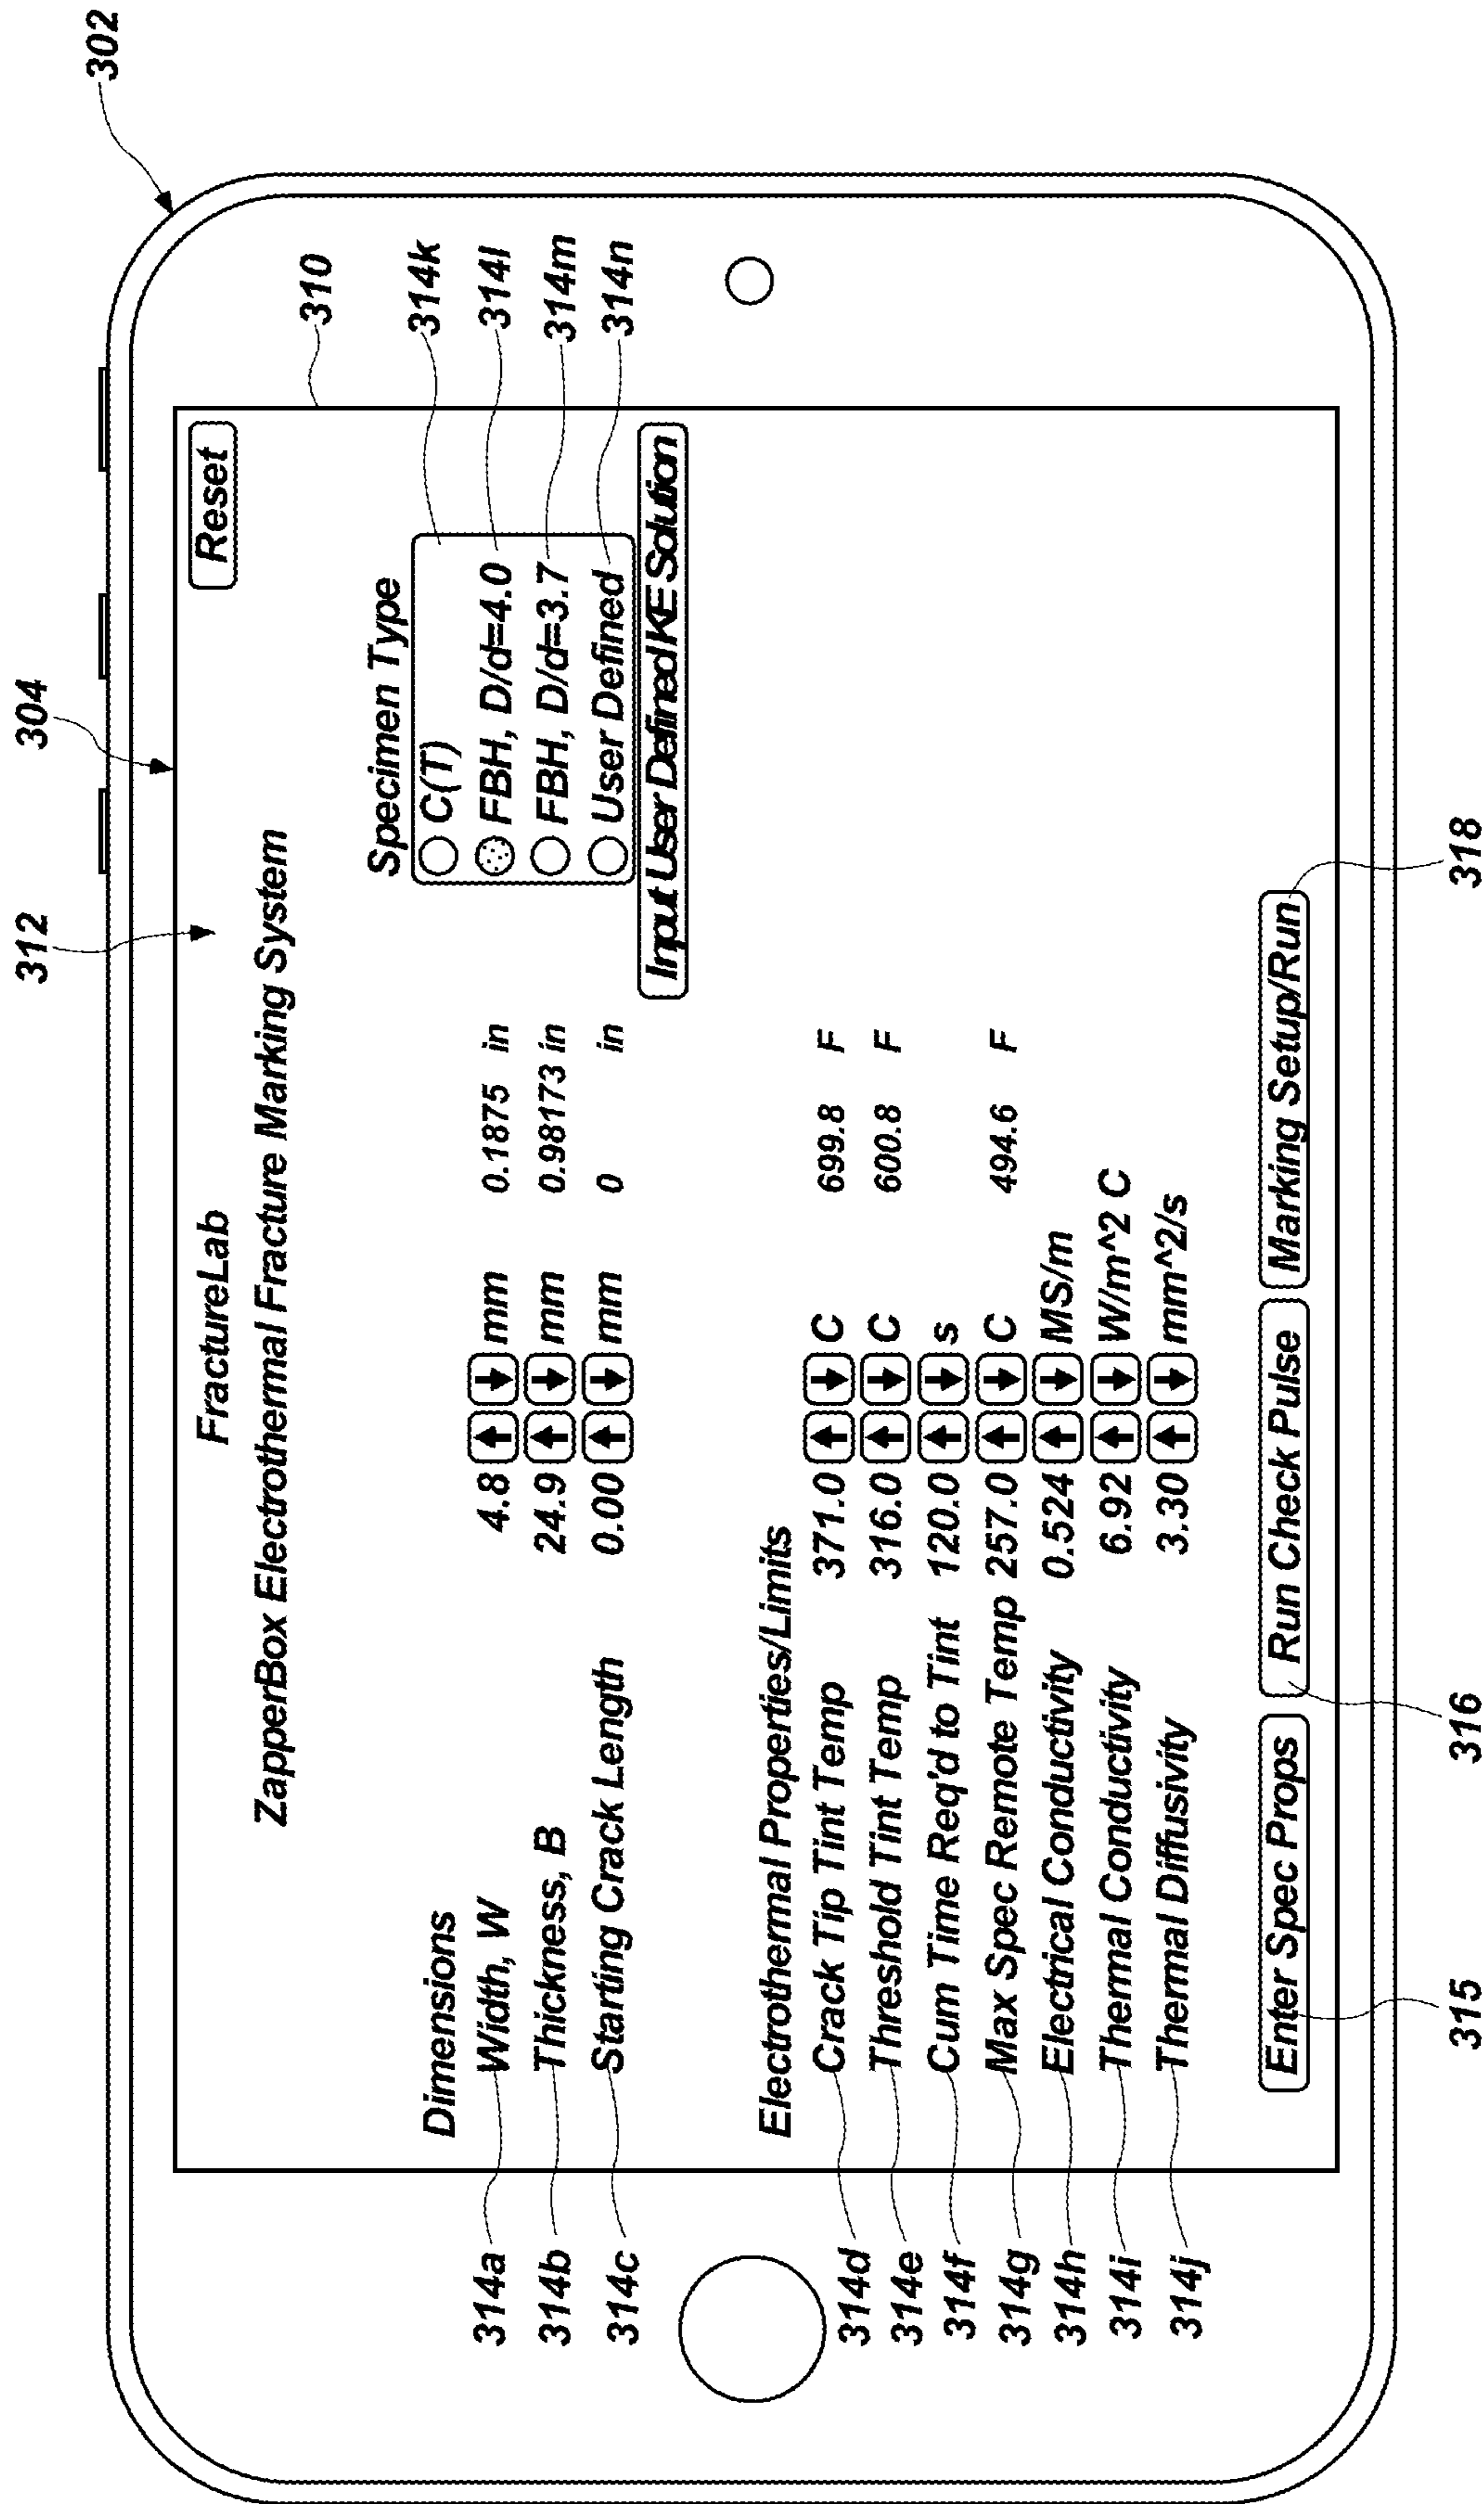 302
304
312
310
FractureLab
Reset
ZapperBox Electrothermal Fracture Marking System
Dimensions
Specimen Type
314a Width, W 4.8 mm 0.1875 in
314b Thickness, B 24.9 mm 0.98173 in
314c Starting Crack Length 0.00 mm 0 in
C(T) 314k
FBH, D/d=4.0 314l
FBH, D/d=3.7 314m
User Defined 314n
Input User Defined KE Solution
Electrothermal Properties/Limits
314d Crack Tip Tint Temp 371.0 C 699.8 F
314e Threshold Tint Temp 316.0 C 600.8 F
314f Cum Time Req'd to Tint 120.0 s
314g Max Spec Remote Temp 257.0 C 494.6 F
314h Electrical Conductivity 0.524 MS/m
314i Thermal Conductivity 6.92 W/m^2 C
314j Thermal Diffusivity 3.30 mm^2/s
Enter Spec Props Run Check Pulse Marking Setup/Run
315 316 318